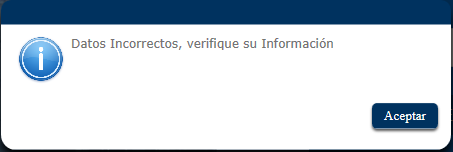 Datos Incorrectos, verifique su Información
Aceptar